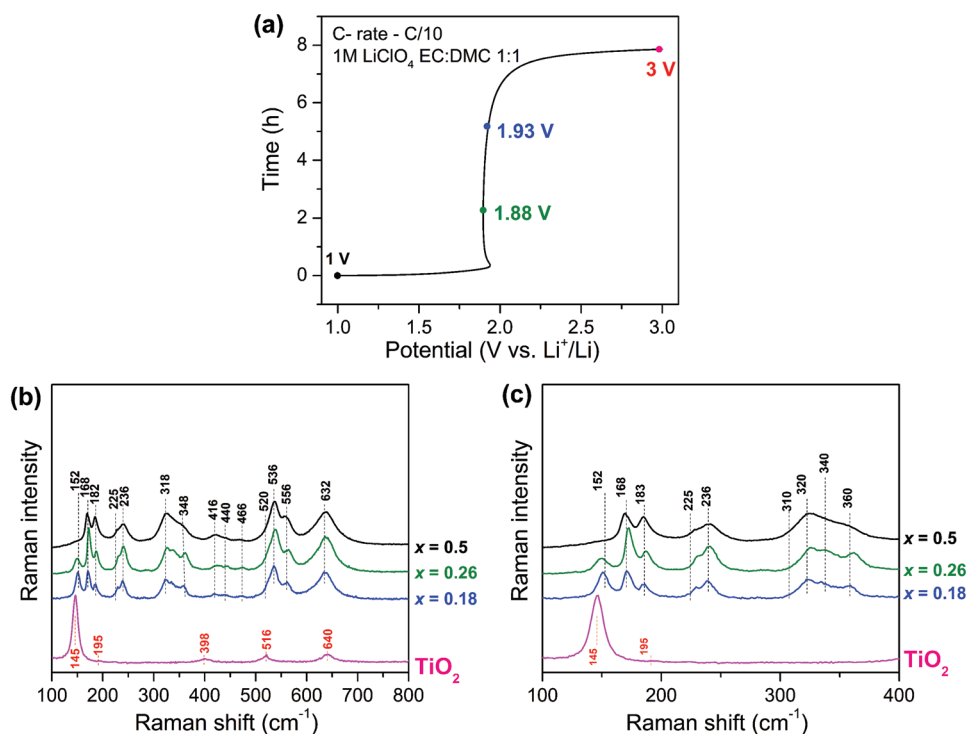 (a)
C- rate - C/10
1M LiClO4 EC:DMC 1:1
8
6
4
2
0
Time (h)
3 V
1.93 V
1.88 V
1 V
1.0
1.5
2.0
2.5
3.0
Potential (V vs. Li+/Li)
(b)
Raman intensity
152
168
182
225
236
318
348
416
440
466
520
536
556
632
x = 0.5
x = 0.26
x = 0.18
TiO2
145
195
398
516
640
100 200 300 400 500 600 700 800
Raman shift (cm-1)
(c)
Raman intensity
152
168
183
225
236
310
320
340
360
x = 0.5
x = 0.26
x = 0.18
TiO2
145
195
100
200
300
400
Raman shift (cm-1)